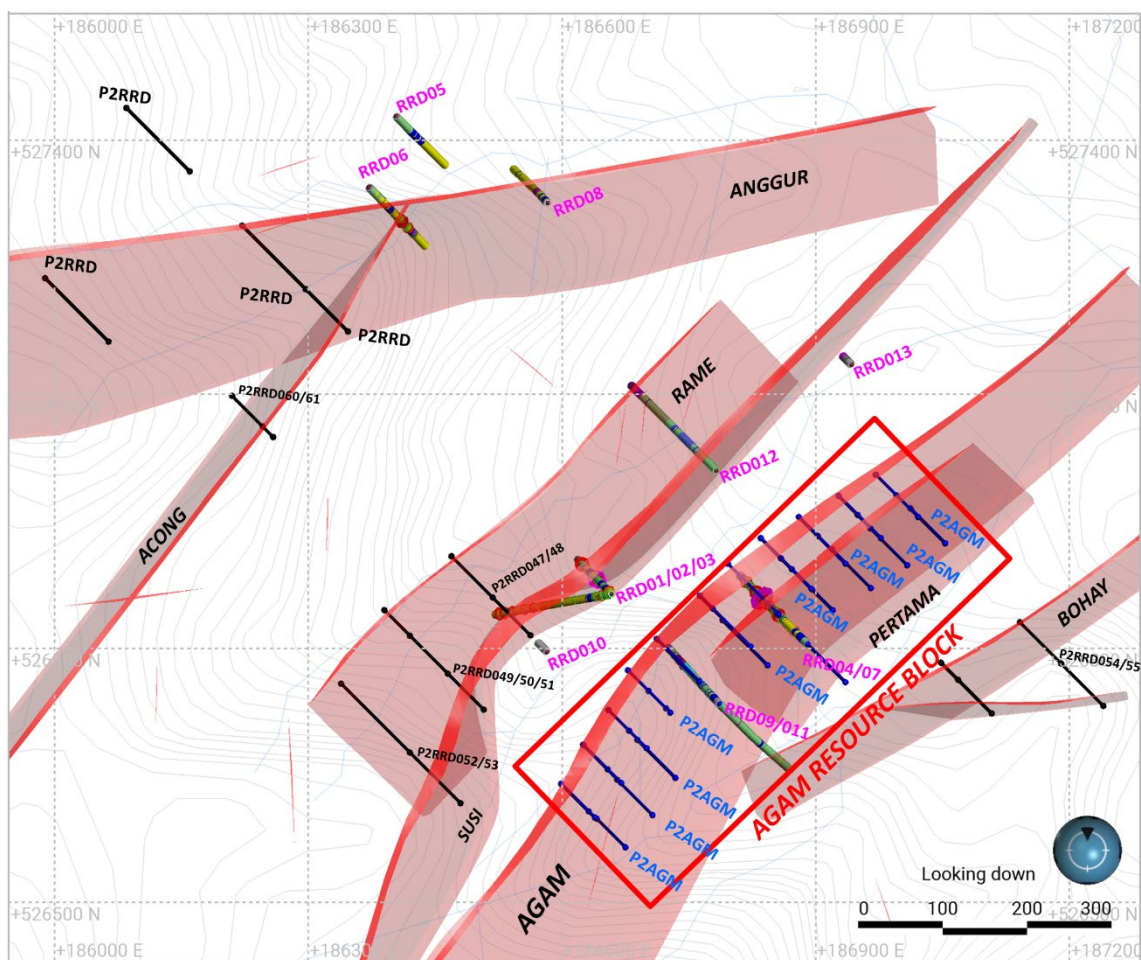 +186000 E
+186300 E
+186600 E
+186900 E
+187200
P2RRD
RRD05
+527400 N
+527400 N
RRD06
RRD08
ANGGUR
P2RRD
P2RRD
P2RRD
RAME
RRD013
P2RRD060/61
RRD012
ACONG
P2AGM
P2AGM
P2AGM
P2AGM
P2RRD047/48
RRD01/02/03
PERTAMA
BOHAY
RRD010
P2RRD054/55
RRD04/07
P2AGM
P2RRD049/50/51
RRD09/011
AGAM RESOURCE BLOCK
P2AGM
P2RRD052/53
P2AGM
SUSI
P2AGM
P2AGM
AGAM
Looking down
+526500 N
0 100 200 300
+186000 E
+186900 E
+187200